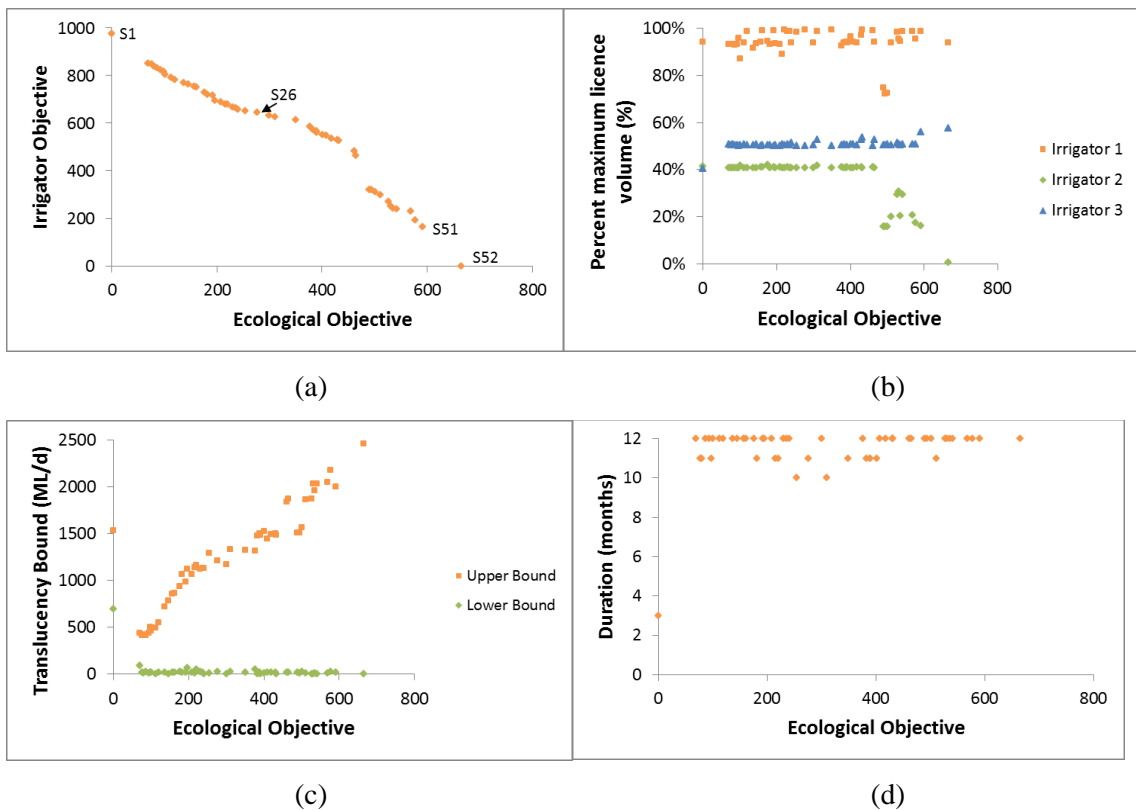 1000
800
600
400
200
0
Irrigator Objective
S1
S26
S51
S52
0 200 400 600 800
Ecological Objective
(a)
100%
80%
60%
40%
20%
0%
Percent maximum licence
volume (%)
Irrigator 1
Irrigator 2
Irrigator 3
0 200 400 600 800
Ecological Objective
(b)
2500
2000
1500
1000
500
0
Translucency Bound (ML/d)
Upper Bound
Lower Bound
0 200 400 600 800
Ecological Objective
(c)
12
10
8
6
4
2
0
Duration (months)
0 200 400 600 800
Ecological Objective
(d)